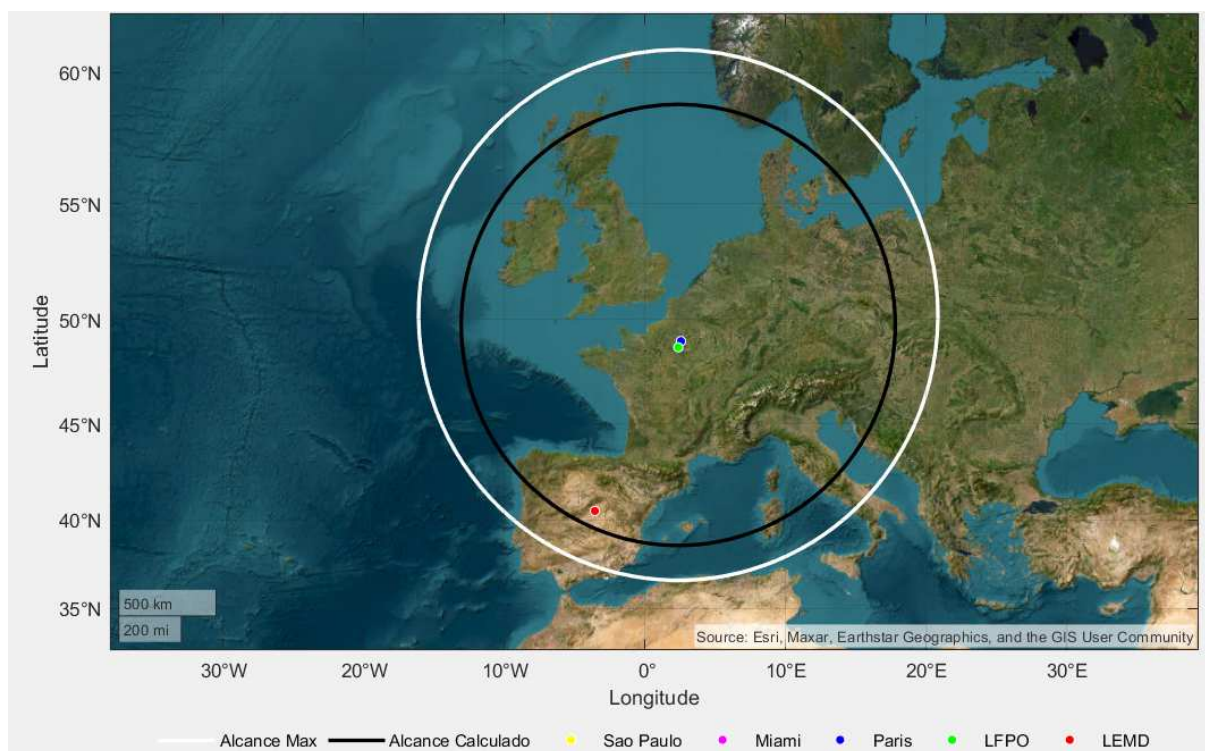 60°N
55°N
50°N
45°N
40°N
35°N
Latitude
500 km
200 mi
Source: Esri, Maxar, Earthstar Geographics, and the GIS User Community
30°W 20°W 10°W 0° 10°E 20°E 30°E
Longitude
Alcance Max Alcance Calculado Sao Paulo Miami Paris LFPO LEMD